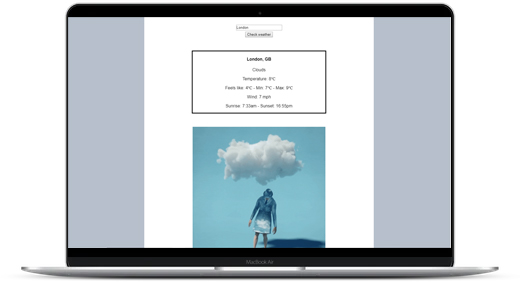 London
Check weather
London, GB
Clouds
Temperature: 8°C
Feels like: 4°C - Min: 7°C - Max: 9°C
Wind: 7 mph
Sunrise: 7:33am - Sunset: 16:55pm
MacBook Air